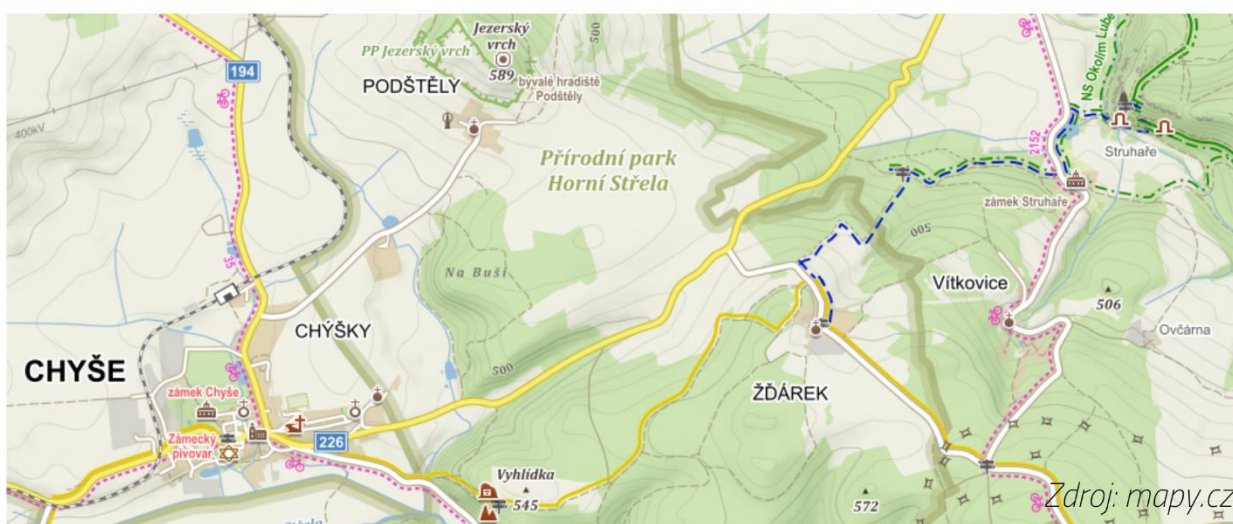 Jezerský
vrch
PP Jezerský vrch
589
500
NS Okolím Lube
194
PODŠTĚLY
bývalé hradiště
Podštěly
400kV
2152
Struhaře
Přírodní park
Horní Střela
zámek Struhaře
500
35
Na Buši
Vítkovice
506
CHÝŠKY
Ovčárna
CHYŠE
500
zámek Chyše
ŽĎÁREK
Zámecký
pivovar
226
Vyhlídka
545
572
Zdroj: mapy.cz
Střela